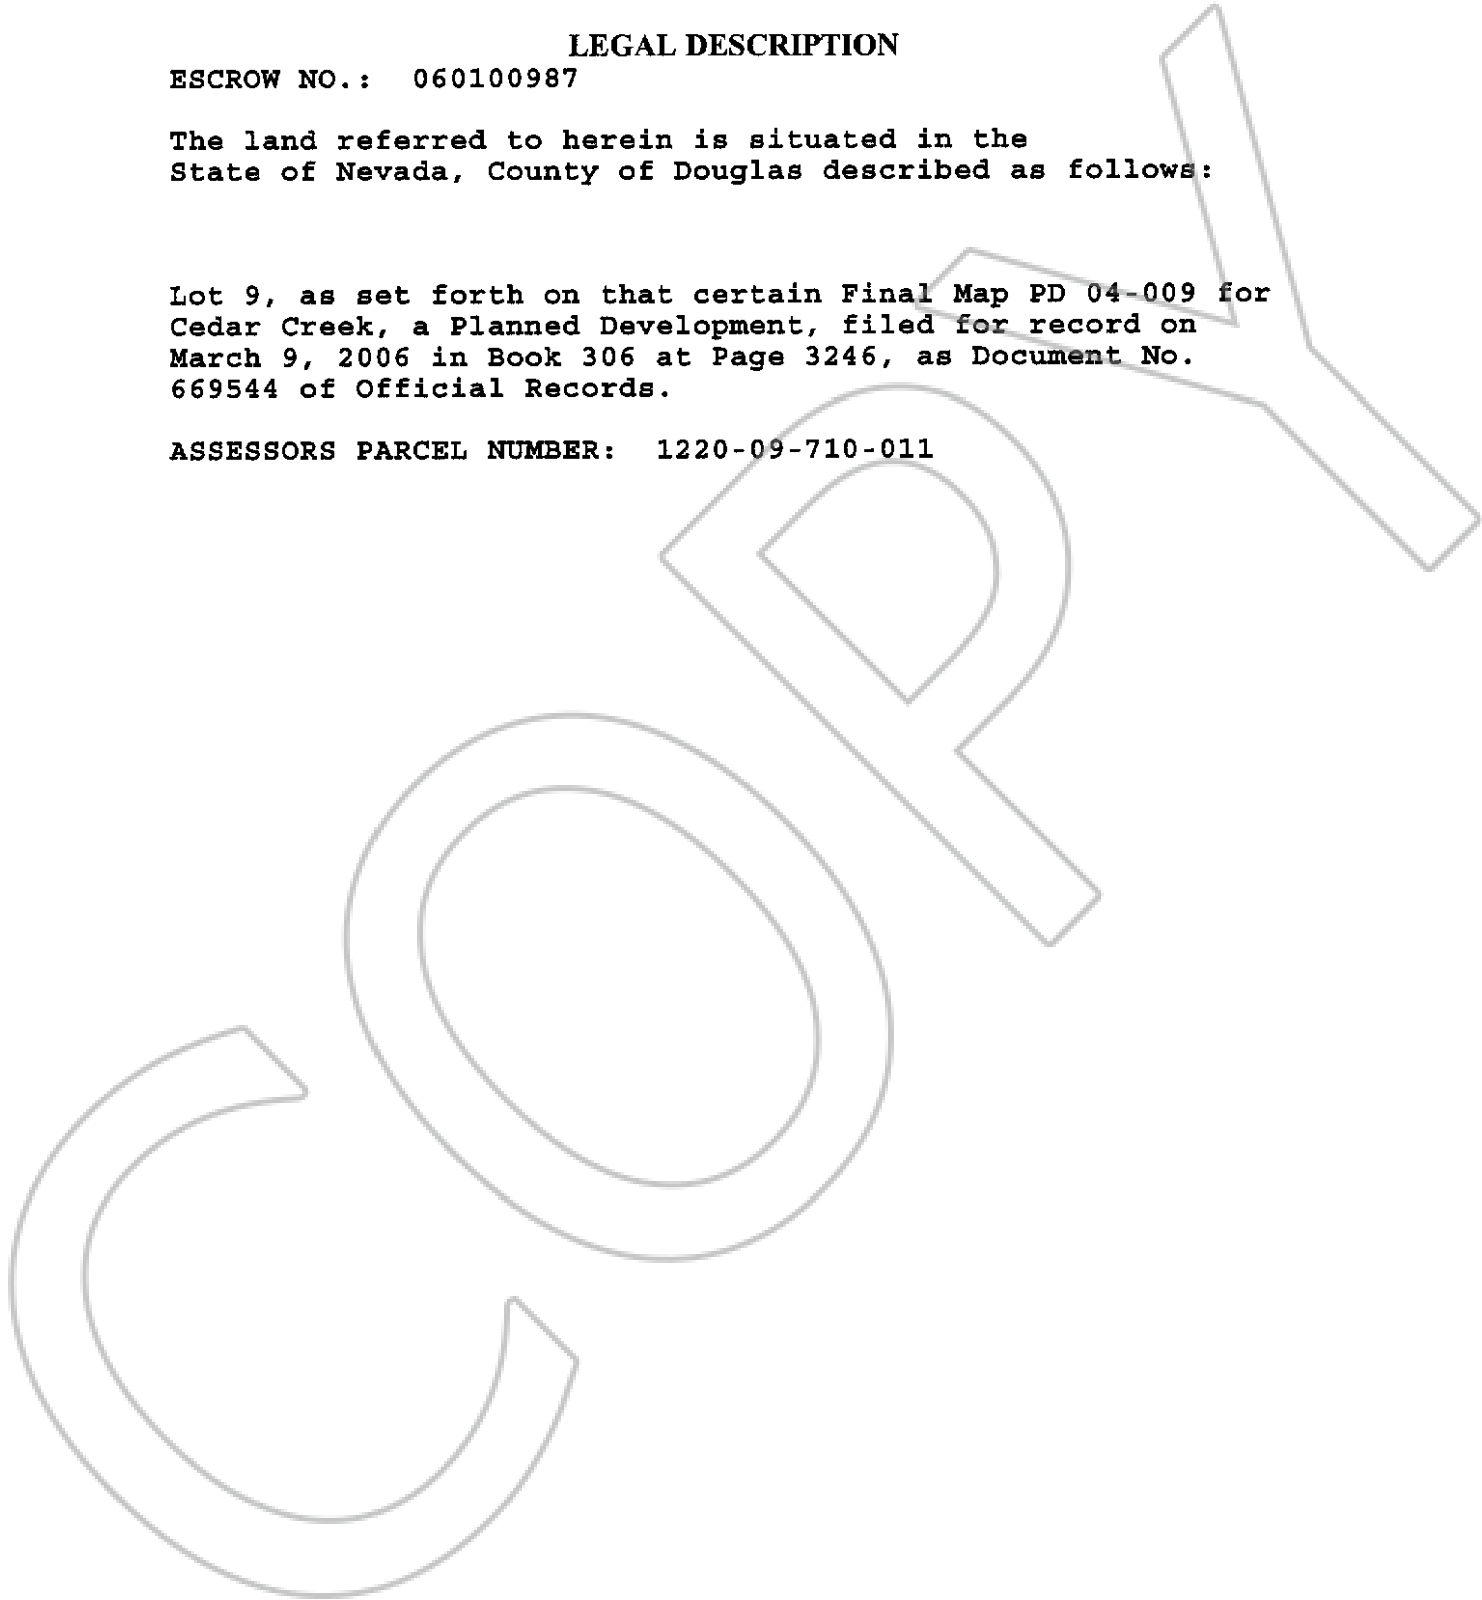 LEGAL DESCRIPTION
ESCROW NO.: 060100987
The land referred to herein is situated in the
State of Nevada, County of Douglas described as follows:
Lot 9, as set forth on that certain Final Map PD 04-009 for
Cedar Creek, a Planned Development, filed for record on
March 9, 2006 in Book 306 at Page 3246, as Document No.
669544 of Official Records.
ASSESSORS PARCEL NUMBER: 1220-09-710-011
COPY